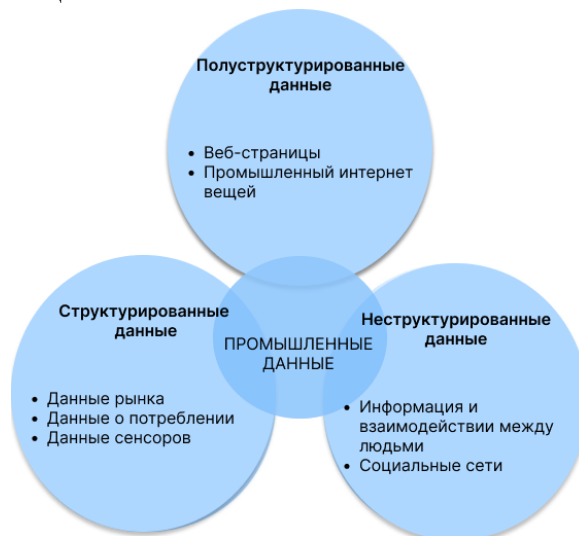 Полуструктурированные
данные
• Веб-страницы
• Промышленный интернет
вещей
Структурированные
данные
• Данные рынка
• Данные о потреблении
• Данные сенсоров
ПРОМЫШЛЕННЫЕ
ДАННЫЕ
Неструктурированные
данные
• Информация и
взаимодействии между
людьми
• Социальные сети